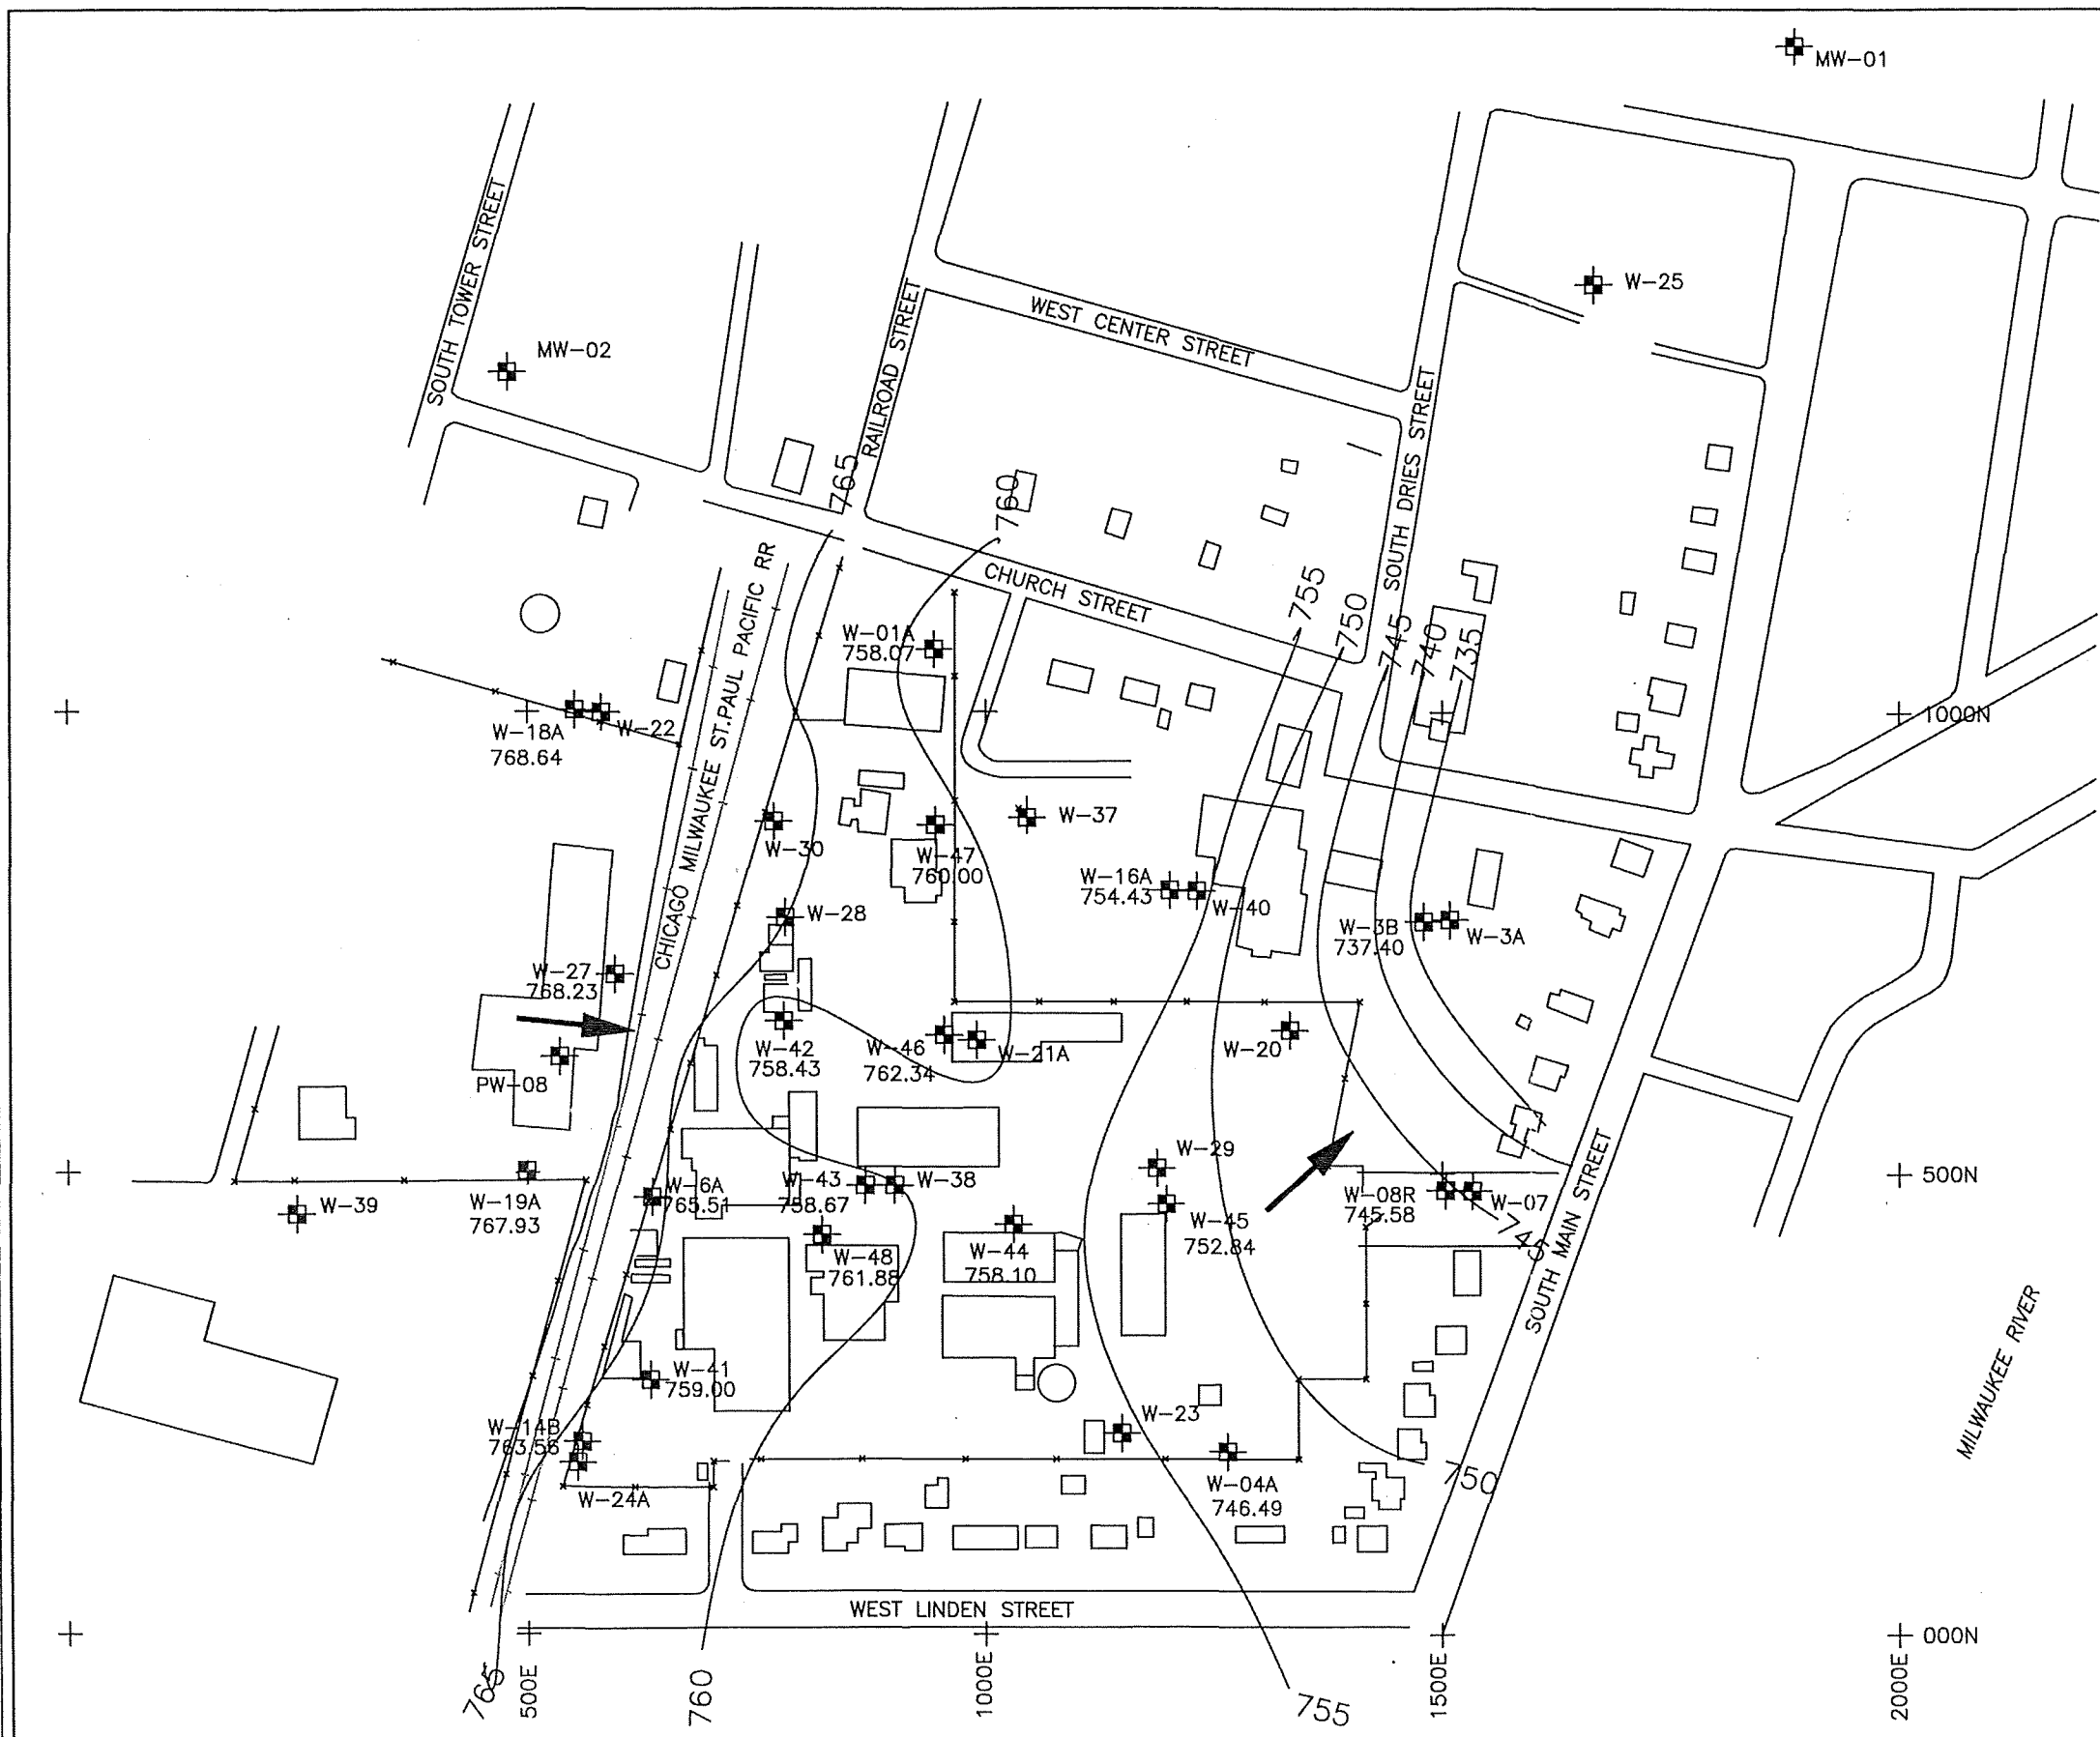 MW-01
SOUTH TOWER STREET
MW-02
RAILROAD STREET
WEST CENTER STREET
W-25
SOUTH DRIES STREET
765
760
CHURCH STREET
755
750
745
740
735
CHICAGO MILWAUKEE ST.PAUL PACIFIC RR
W-01A
758.07
W-18A
768.64
W-22
1000N
W-30
W-47
760.00
W-37
W-16A
754.43
W-40
W-28
W-3B
737.40
W-3A
W-27
768.23
W-42
758.43
W-46
762.34
W-21A
W-20
PW-08
W-39
W-19A
767.93
W-6A
765.51
W-43
758.67
W-38
W-29
W-45
752.84
W-08R
745.58
W-07
745
500N
W-48
761.88
W-44
758.10
SOUTH MAIN STREET
MILWAUKEE RIVER
W-41
759.00
W-14B
763.56
W-24A
W-23
W-04A
746.49
750
WEST LINDEN STREET
000N
765
500E
760
1000E
755
1500E
2000E